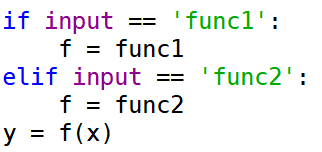 if input == 'func1':
    f = func1
elif input == 'func2':
    f = func2
y = f(x)